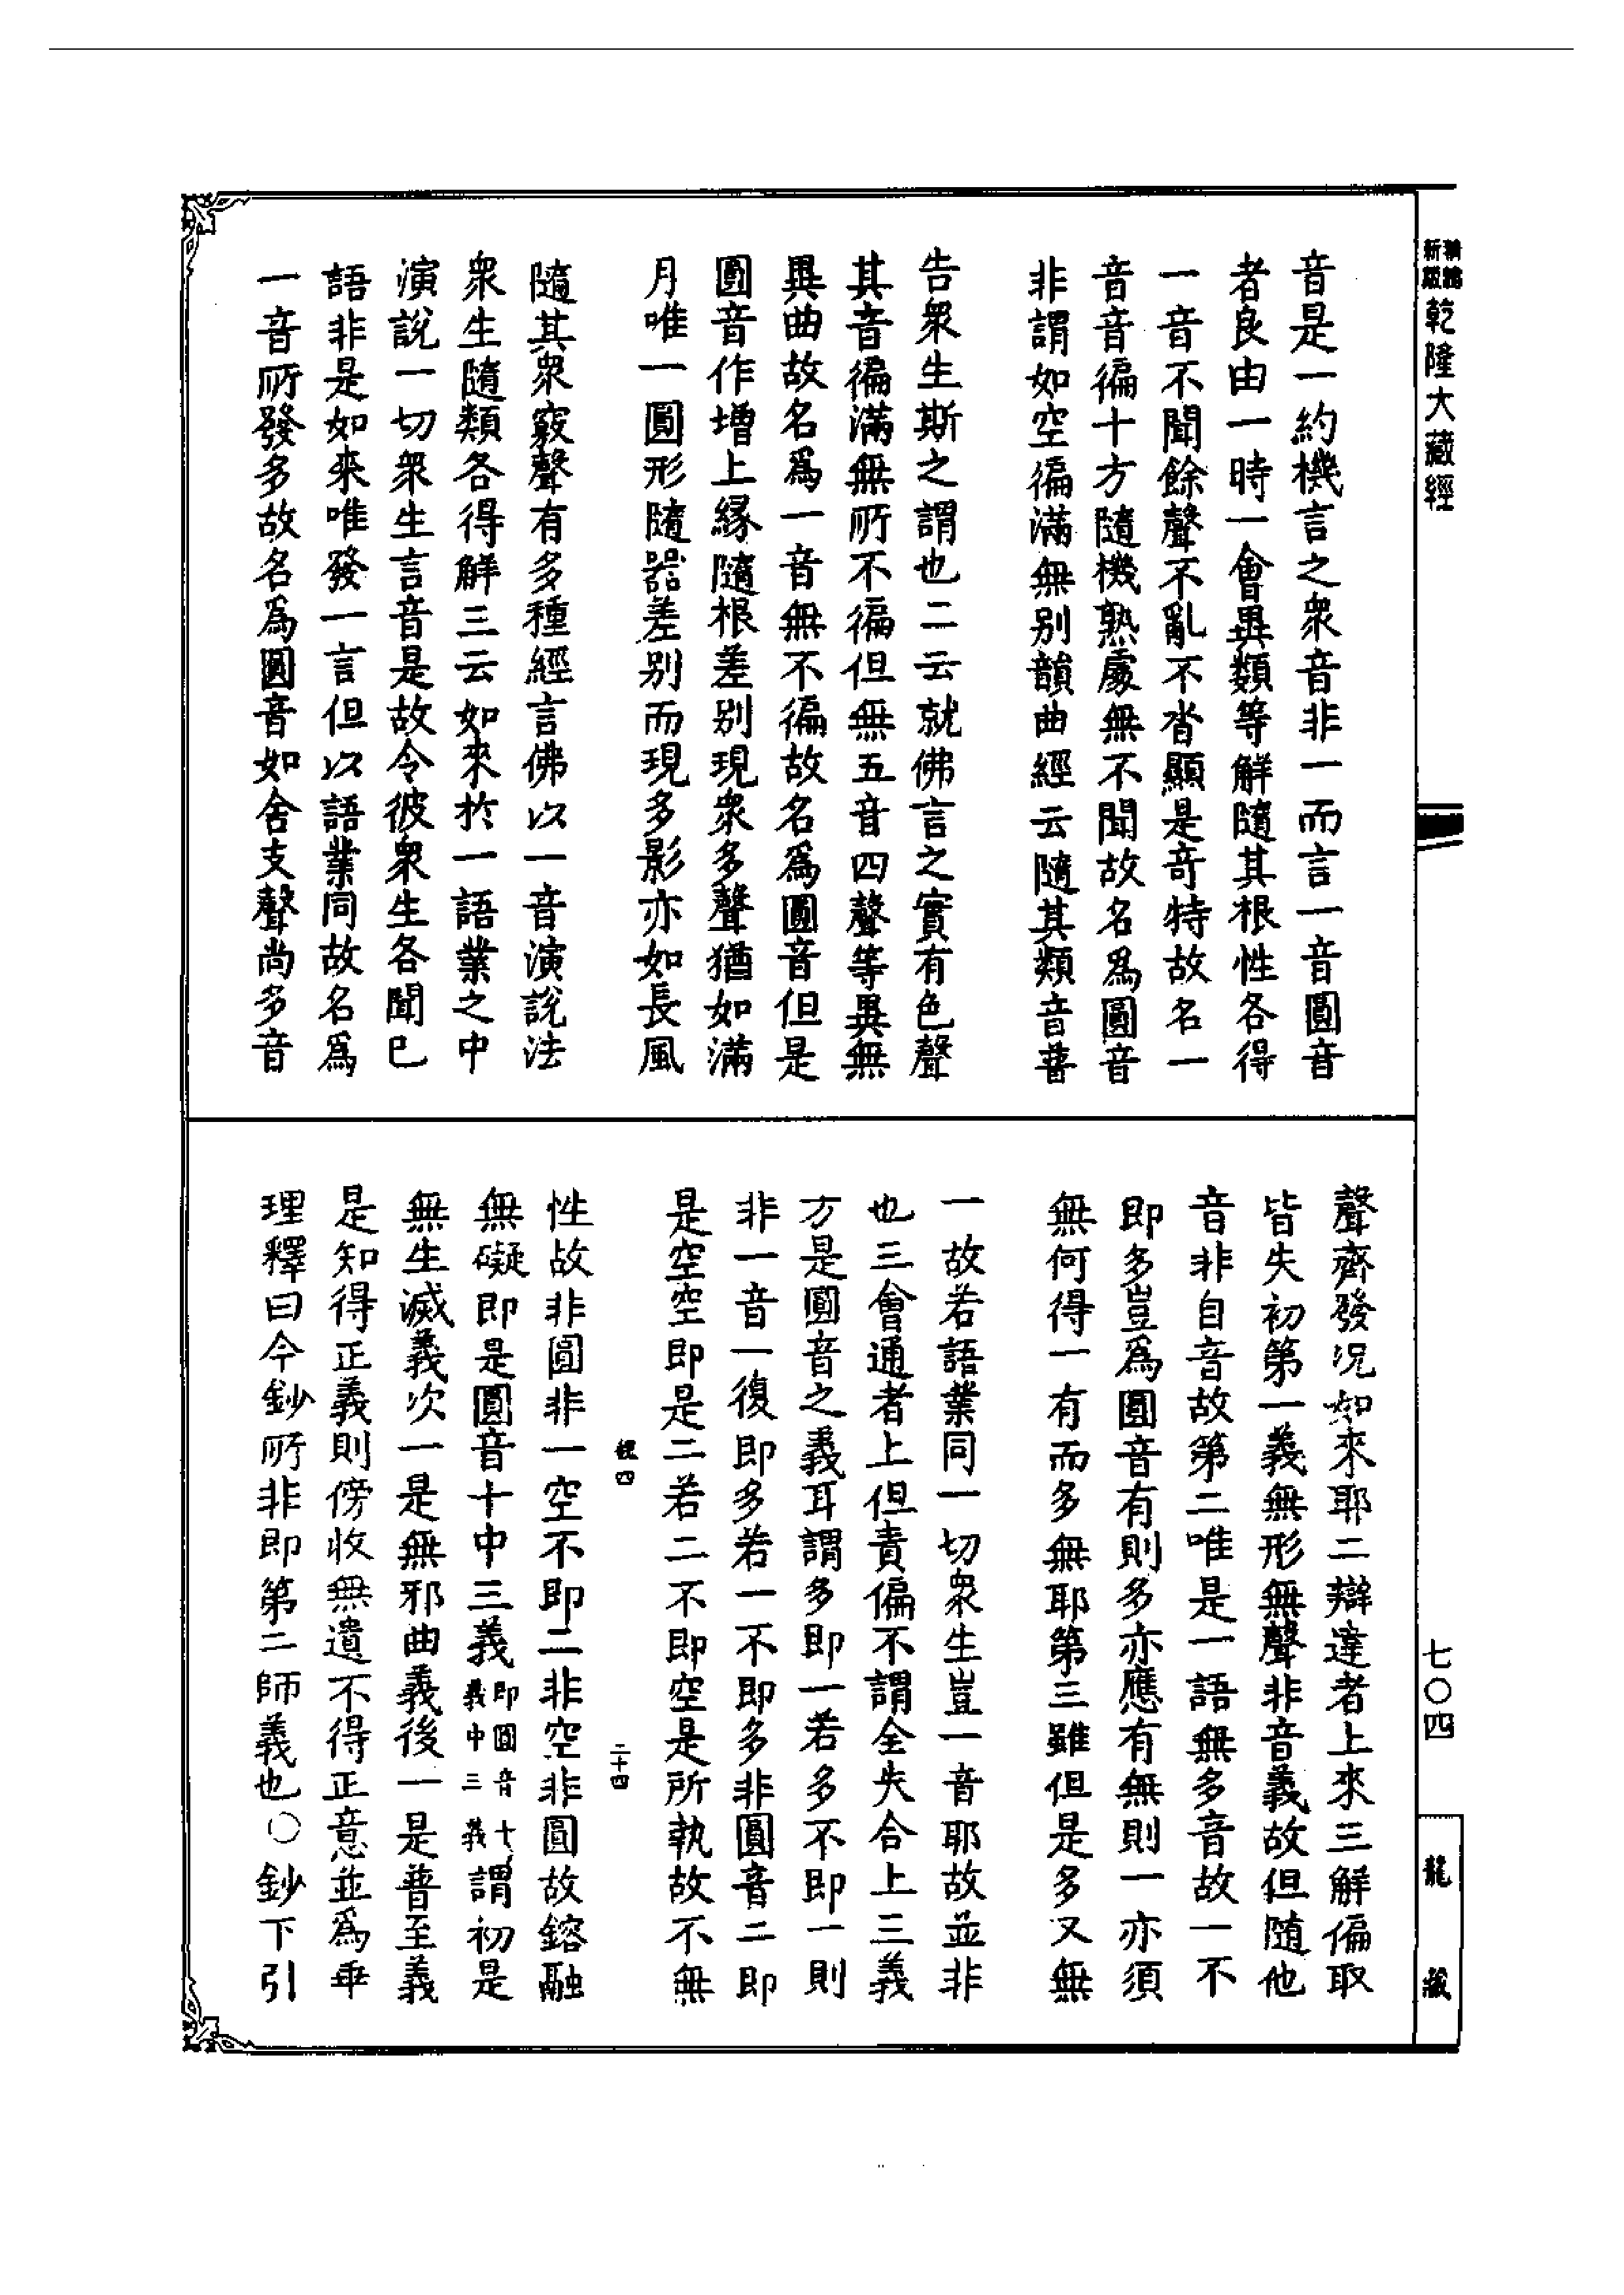 乾隆大藏經
音是一約機言之衆音非一而言一音圓音
者良由一時一會異類等解隨其根性各得
一音不聞餘聲不亂不沓顯是奇特故名一
音音徧十方隨機熟處無不聞故名爲圓音
非謂如空徧滿無別韻曲經云隨其類音普
告衆生斯之謂也二云就佛言之實有色聲
其音徧滿無所不徧但無五音四聲等異無
異曲故名爲一音無不徧故名爲圓音但是
圓音作增上緣隨根差別現衆多聲猶如滿
月唯一圓形隨器差別而現多影亦如長風
隨其衆竅聲有多種經言佛以一音演說法
衆生隨類各得解三云如來於一語業之中
演說一切衆生言音是故令彼衆生各聞已
語非是如來唯發一言但以語業同故名爲
一音所發多故名爲圓音如舍支聲尚多音
聲齊發况如來耶二辯違者上來三解偏取
皆失初第一義無形無聲非音義故但隨他
音非自音故第二唯是一語無多音故一不
即多豈爲圓音有則多亦應有無則一亦須
無何得一有而多無耶第三雖但是多又無
一故若語業同一切衆生豈一音耶故並非
也三會通者上但責偏不謂全失合上三義
方是圓音之義耳謂多即一若多不即一則
非一音一復即多若一不即多非圓音二即
是空空即是二若二不即空是所執故不無
四 二十四
性故非圓非一空不即二非空非圓故鎔融
無礙即是圓音十中三義即圓音十義中三義謂初是
無生滅義次一是無邪曲義後一是普至義
是知得正義則傍收無遺不得正意並爲乖
理釋曰今鈔所非即第二師義也○鈔下引
七〇四
龍藏